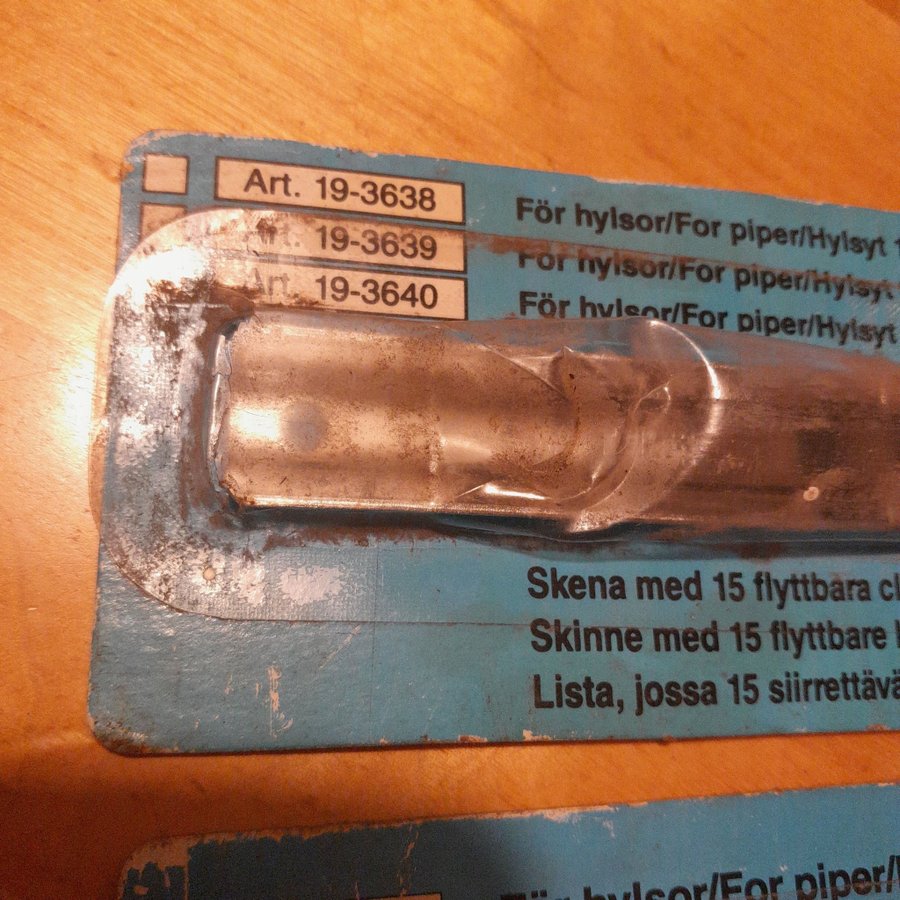 Art. 19-3638
För hylsor/For piper/Hylsyt 1
Art. 19-3639
För hylsor/For piper/Hylsyt
Art. 19-3640
För hylsor/For piper/Hylsyt
Skena med 15 flyttbara cl
Skinne med 15 flyttbare
Lista, jossa 15 siirrettävä
För hylsor/For piper/